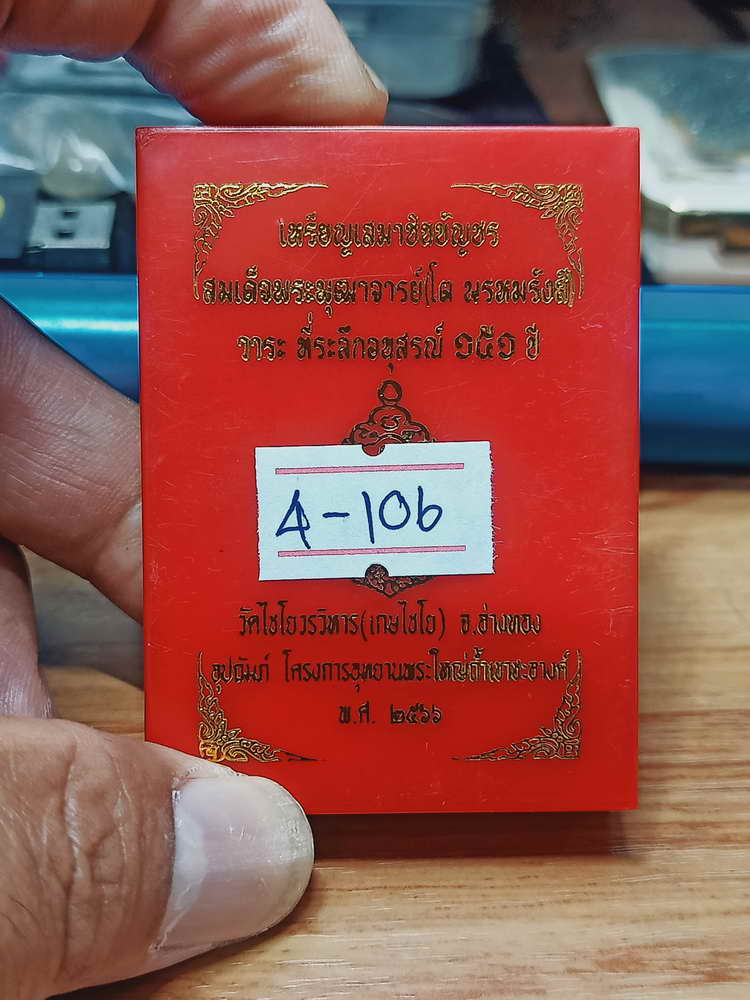 เหรียญเสมาชินบัญชร
สมเด็จพระพุฒาจารย์(โต พรหมรังสี)
วาระ ที่ระลึกอนุสรณ์ ๑๕๑ ปี
4-106
วัดไชโยวรวิหาร(เกษไชโย) จ.อ่างทอง
อุปถัมภ์ โครงการอุทยานพระใหญ่ถ้ำเขาชะอางค์
พ.ศ. ๒๕๖๖